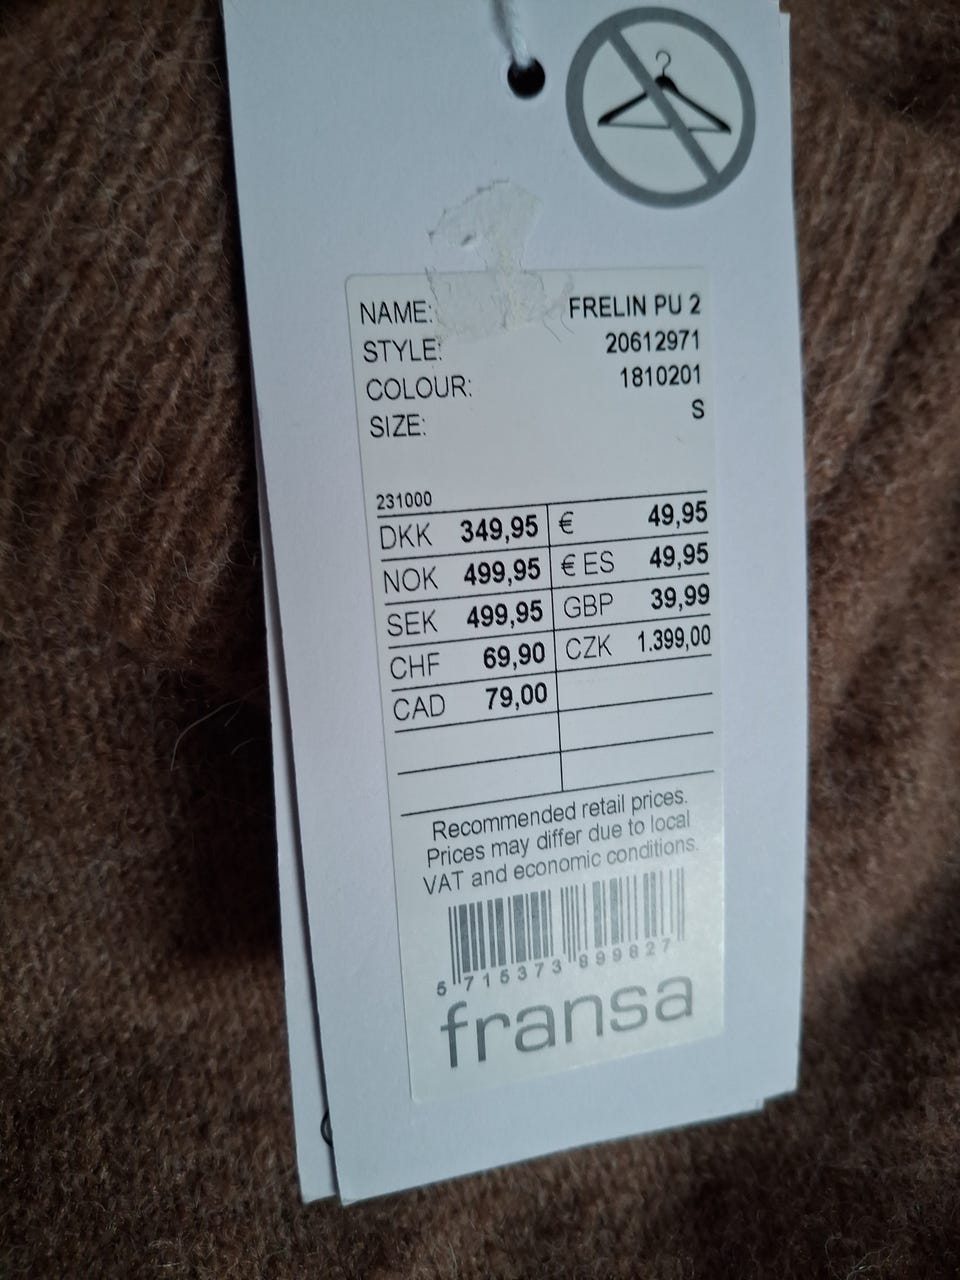 NAME: FRELIN PU 2
STYLE: 20612971
COLOUR: 1810201
SIZE: S
231000
DKK 349,95 € 49,95
NOK 499,95 € ES 49,95
SEK 499,95 GBP 39,99
CHF 69,90 CZK 1.399,00
CAD 79,00
Recommended retail prices.
Prices may differ due to local
VAT and economic conditions.
5 715373 899827
fransa